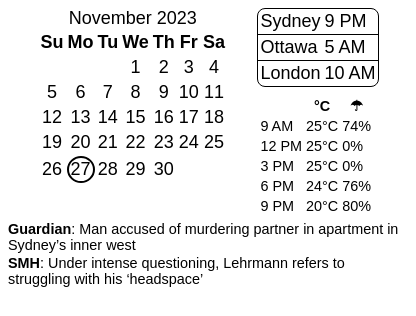 November 2023
Su Mo Tu We Th Fr Sa
1 2 3 4
5 6 7 8 9 10 11
12 13 14 15 16 17 18
19 20 21 22 23 24 25
26 27 28 29 30
Sydney 9 PM
Ottawa 5 AM
London 10 AM
°C ☂
9 AM 25°C 74%
12 PM 25°C 0%
3 PM 25°C 0%
6 PM 24°C 76%
9 PM 20°C 80%
Guardian: Man accused of murdering partner in apartment in
Sydney’s inner west
SMH: Under intense questioning, Lehrmann refers to
struggling with his ‘headspace’